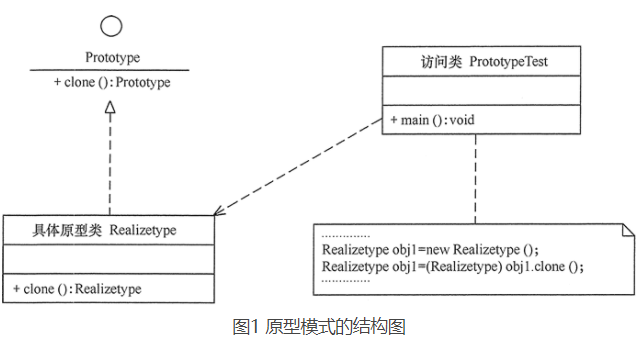 Prototype
+ clone ():Prototype
访问类 PrototypeTest
+ main ():void
具体原型类 Realizetype
+ clone ():Realizetype
..............
Realizetype obj1=new Realizetype ();
Realizetype obj1=(Realizetype) obj1.clone ();
..............
图1 原型模式的结构图